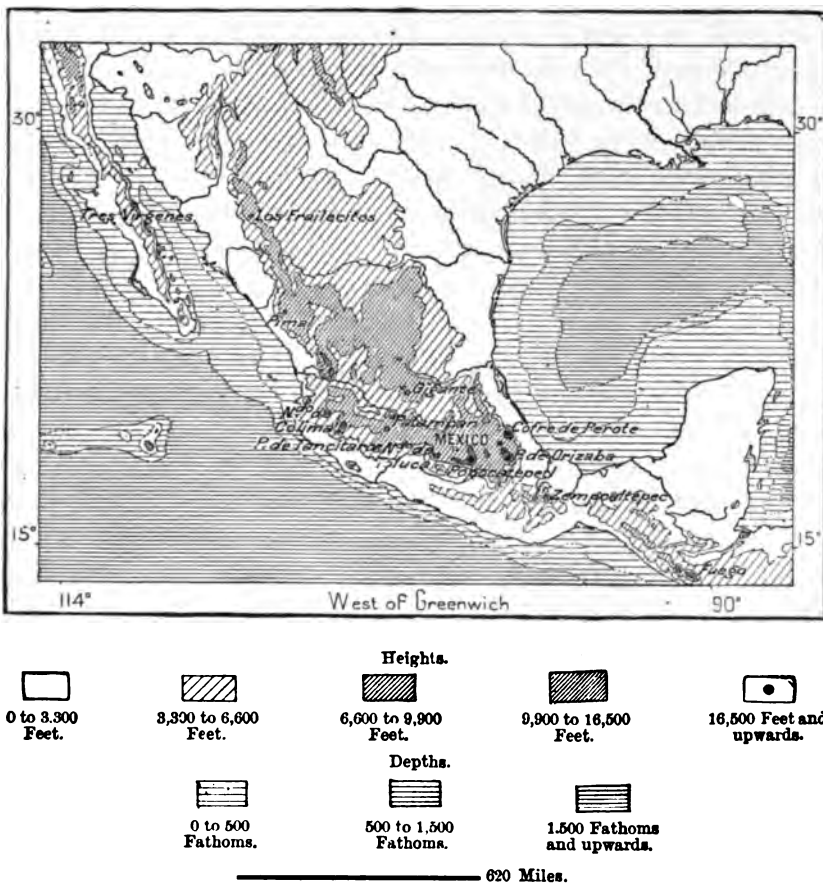 30°
30°
Tres Virgenes
Los Frailecitos
Gigante
Cofre de Perote
Colima
MEXICO
P. de Tancitaro
P. de Orizaba
Popocatepetl
Zempoaltepec
15°
15°
Fuego
114°
West of Greenwich
90°
Heights.
0 to 3.300 Feet.
3,300 to 6,600 Feet.
6,600 to 9,900 Feet.
9,900 to 16,500 Feet.
16,500 Feet and upwards.
Depths.
0 to 500 Fathoms.
500 to 1,500 Fathoms.
1.500 Fathoms and upwards.
620 Miles.